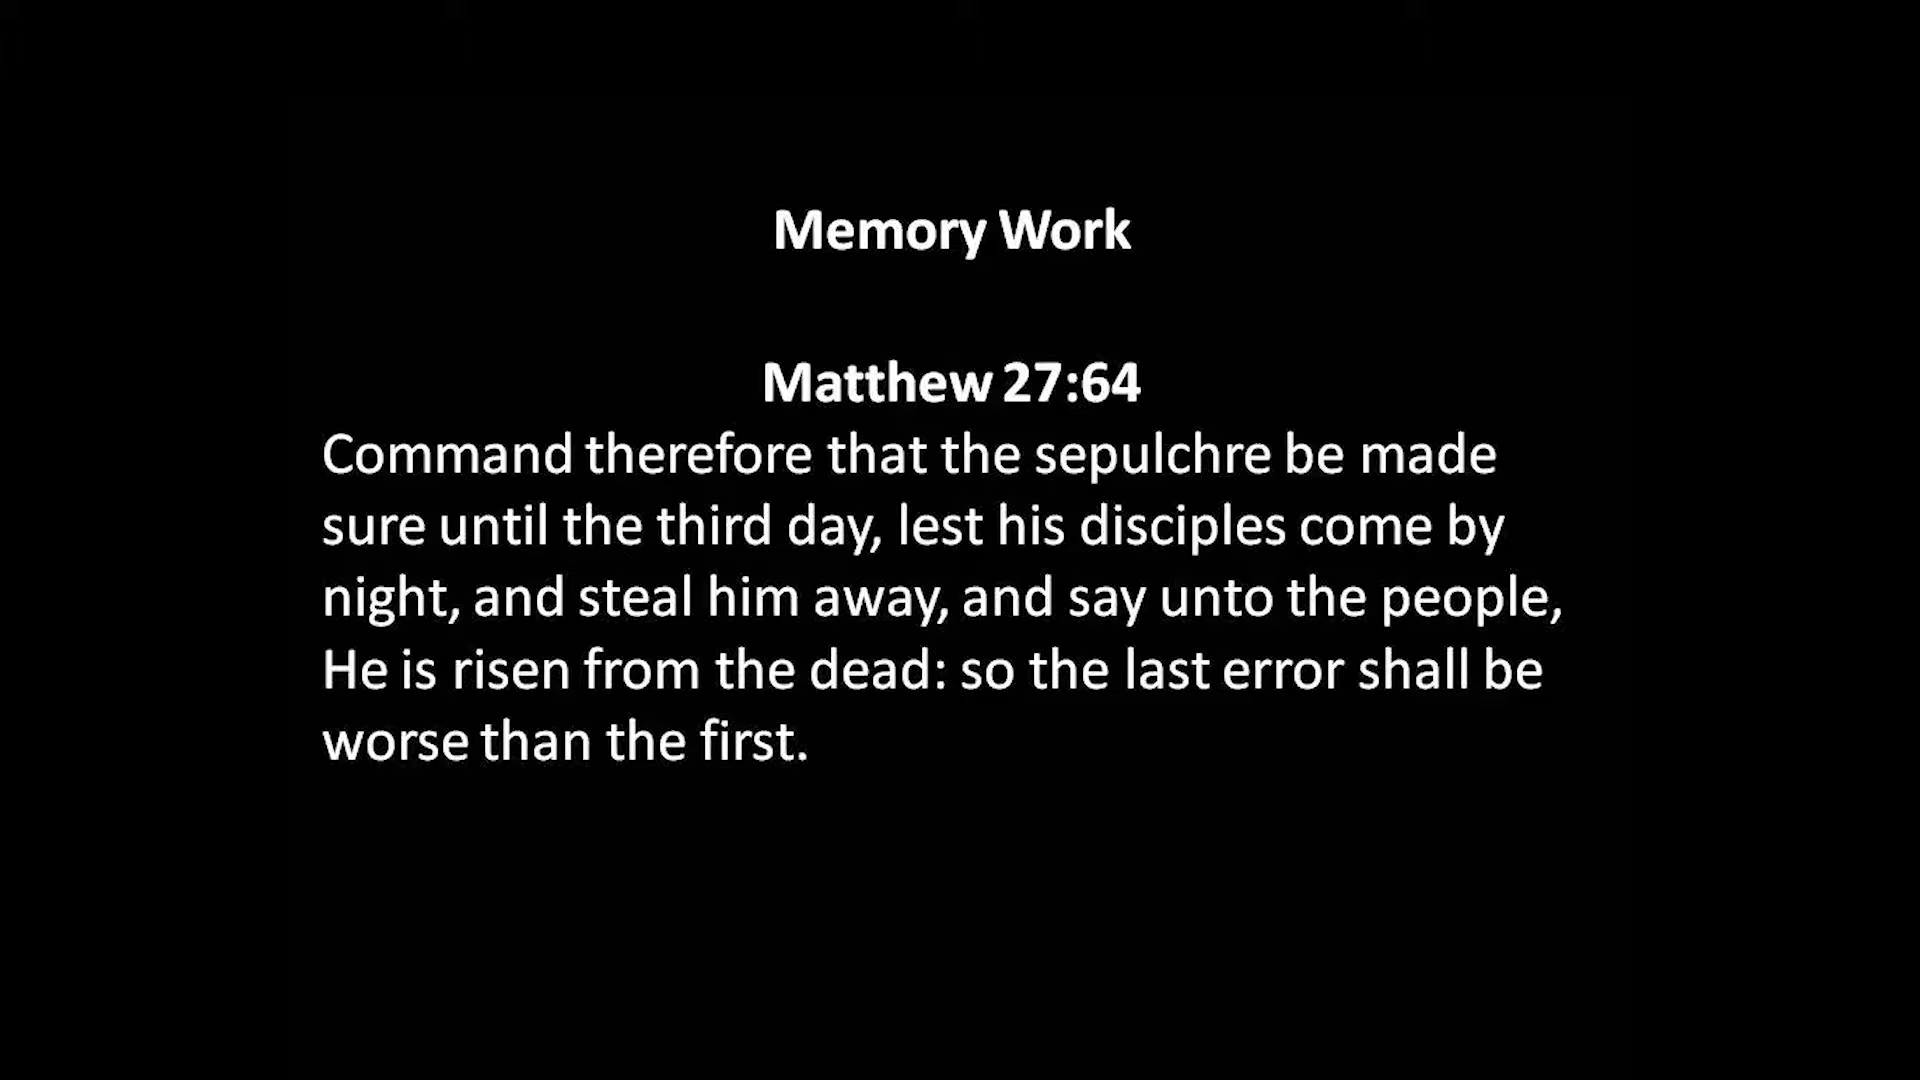 Memory Work
Matthew 27:64
Command therefore that the sepulchre be made
sure until the third day, lest his disciples come by
night, and steal him away, and say unto the people,
He is risen from the dead: so the last error shall be
worse than the first.